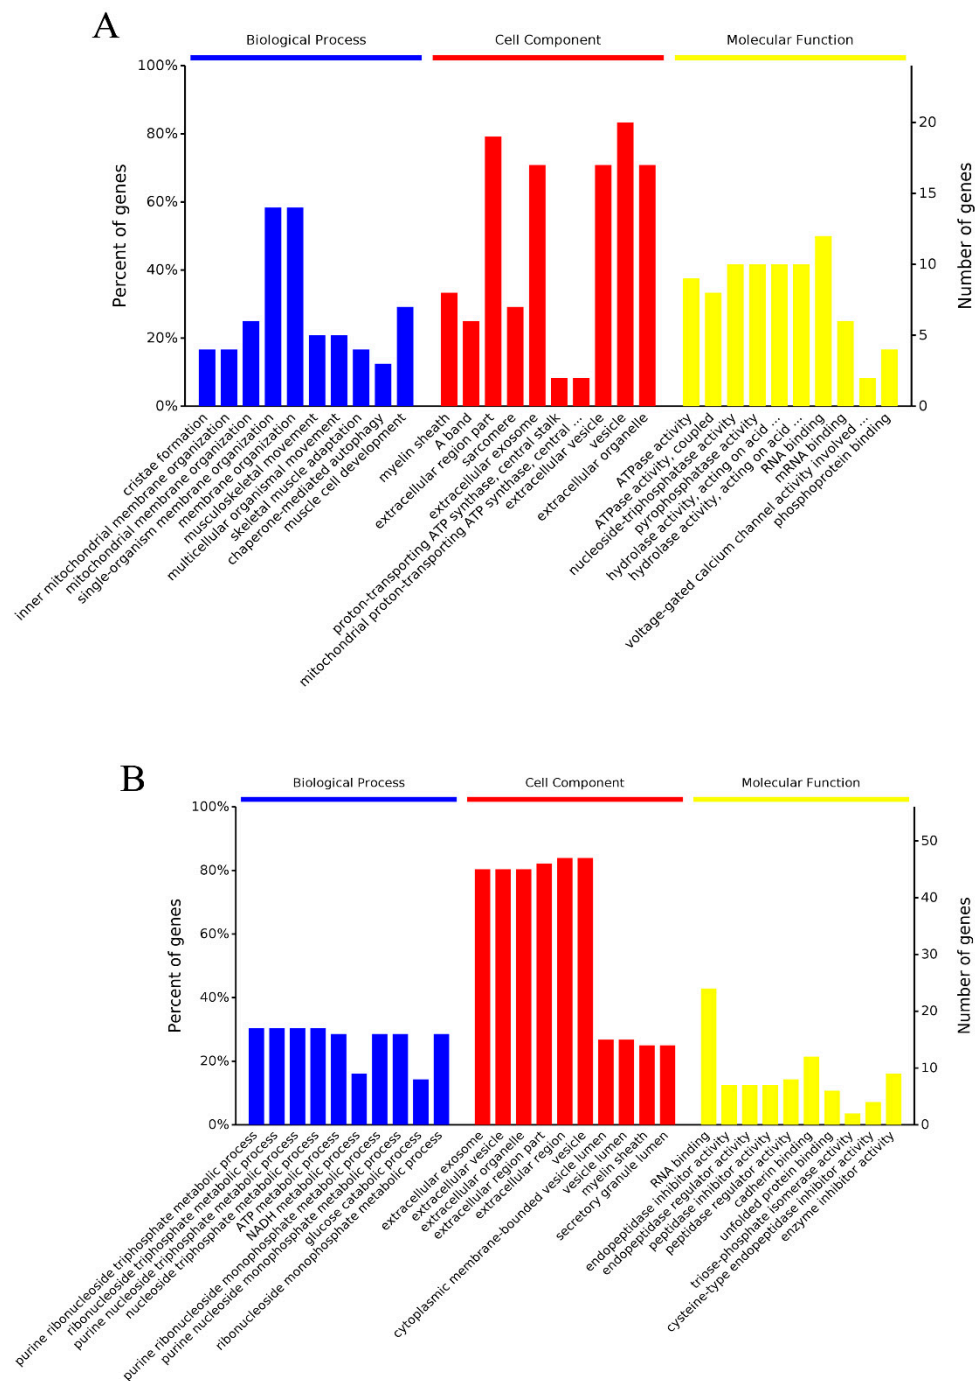 A
Biological Process
Cell Component
Molecular Function
100%
80%
60%
40%
20%
0%
Percent of genes
20
15
10
5
0
Number of genes
cristae formation
inner mitochondrial membrane organization
mitochondrial membrane organization
single-organism membrane organization
membrane organization
musculoskeletal movement
multicellular organismal movement
skeletal muscle adaptation
chaperone-mediated autophagy
muscle cell development
myelin sheath
A band
extracellular region part
sarcomere
extracellular exosome
proton-transporting ATP synthase, central stalk
mitochondrial proton-transporting ATP synthase, central ...
extracellular vesicle
vesicle
extracellular organelle
ATPase activity
ATPase activity, coupled
nucleoside-triphosphatase activity
pyrophosphatase activity
hydrolase activity, acting on acid ...
hydrolase activity, acting on acid ...
RNA binding
mRNA binding
voltage-gated calcium channel activity involved ...
phosphoprotein binding
B
Biological Process
Cell Component
Molecular Function
100%
80%
60%
40%
20%
0%
Percent of genes
50
40
30
20
10
0
Number of genes
purine ribonucleoside triphosphate metabolic process
ribonucleoside triphosphate metabolic process
purine nucleoside triphosphate metabolic process
nucleoside triphosphate metabolic process
ATP metabolic process
NADH metabolic process
purine ribonucleoside monophosphate metabolic process
purine nucleoside monophosphate metabolic process
glucose catabolic process
ribonucleoside monophosphate metabolic process
extracellular exosome
extracellular vesicle
extracellular organelle
extracellular region part
extracellular region
vesicle
cytoplasmic membrane-bounded vesicle lumen
vesicle lumen
myelin sheath
secretory granule lumen
RNA binding
endopeptidase inhibitor activity
endopeptidase regulator activity
peptidase inhibitor activity
peptidase regulator activity
cadherin binding
unfolded protein binding
triose-phosphate isomerase activity
cysteine-type endopeptidase inhibitor activity
enzyme inhibitor activity